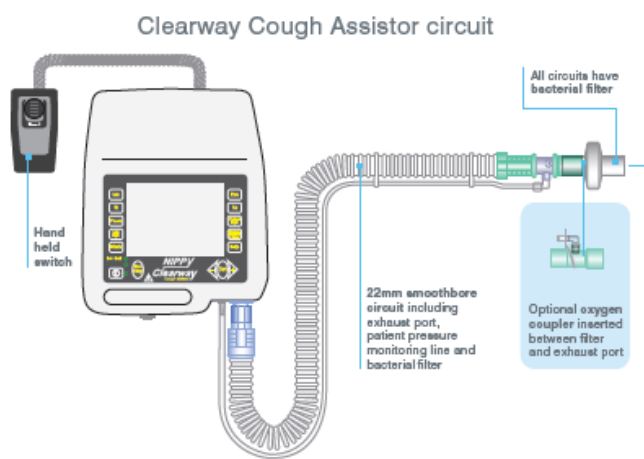 Clearway Cough Assistor circuit
All circuits have
bacterial filter
Hand
held
switch
NIPPY
Clearway
22mm smoothbore
circuit including
exhaust port,
patient pressure
monitoring line and
bacterial filter
Optional oxygen
coupler inserted
between filter
and exhaust port